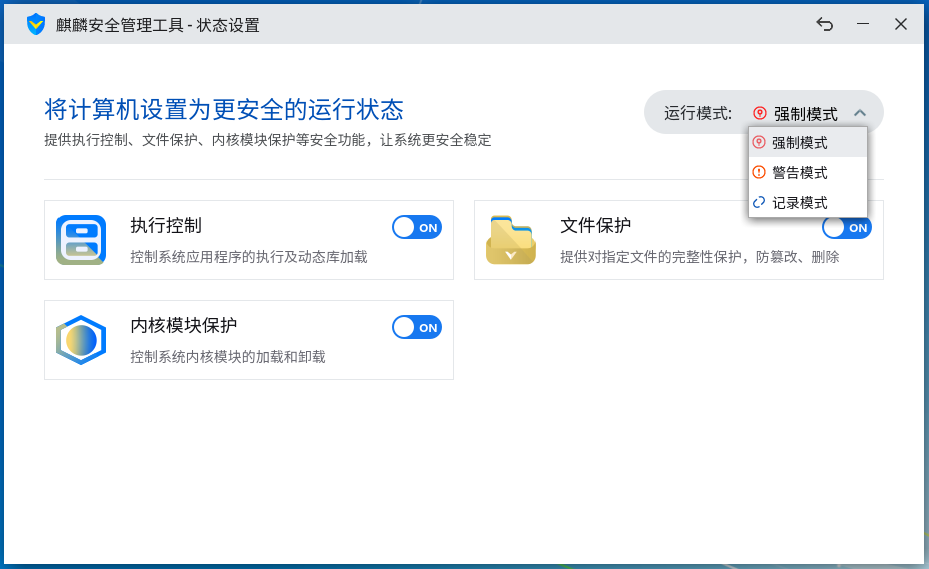 麒麟安全管理工具 - 状态设置
将计算机设置为更安全的运行状态
提供执行控制、文件保护、内核模块保护等安全功能，让系统更安全稳定
运行模式: 强制模式
强制模式
警告模式
记录模式
执行控制
ON
控制系统应用程序的执行及动态库加载
文件保护
ON
提供对指定文件的完整性保护，防篡改、删除
内核模块保护
ON
控制系统内核模块的加载和卸载